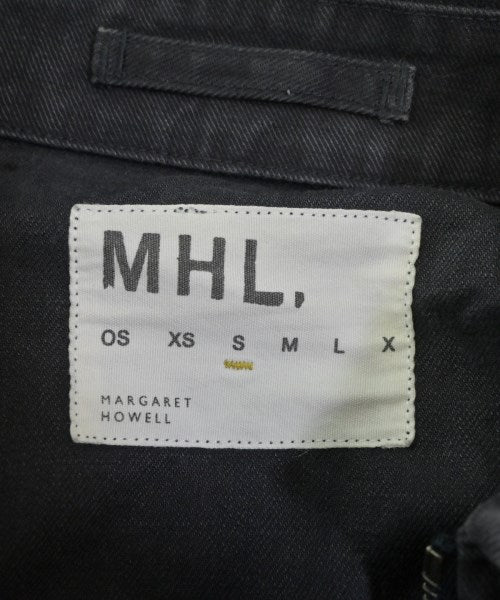 MHL.
OS XS S M L X
MARGARET
HOWELL